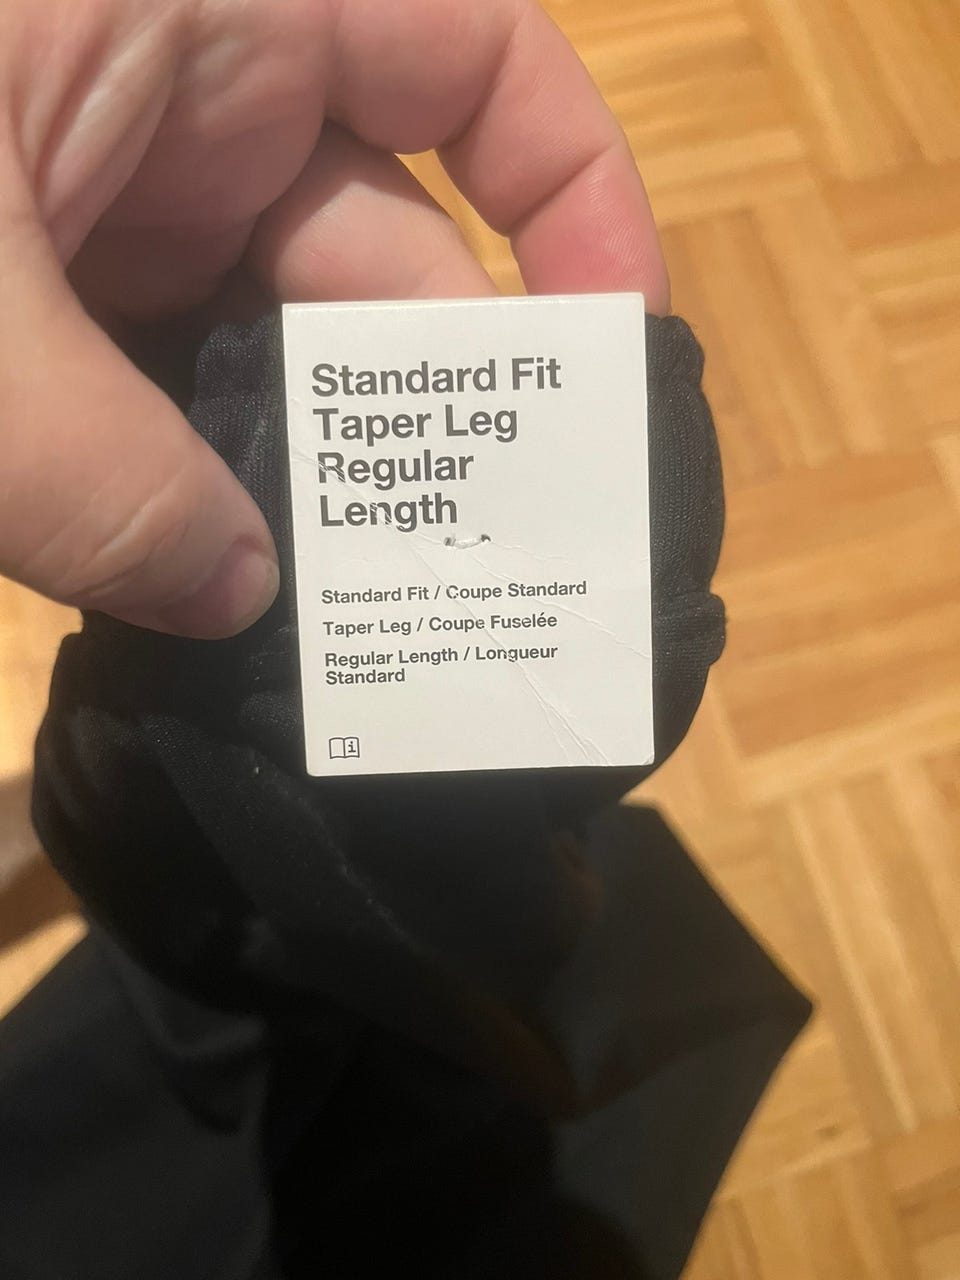 Standard Fit
Taper Leg
Regular
Length
Standard Fit / Coupe Standard
Taper Leg / Coupe Fuselée
Regular Length / Longueur
Standard
i